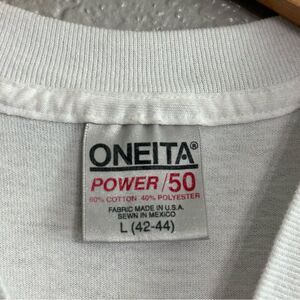 ONEITA®
POWER/50
60% COTTON 40% POLYESTER
FABRIC MADE IN U.S.A.
SEWN IN MEXICO
L (42-44)